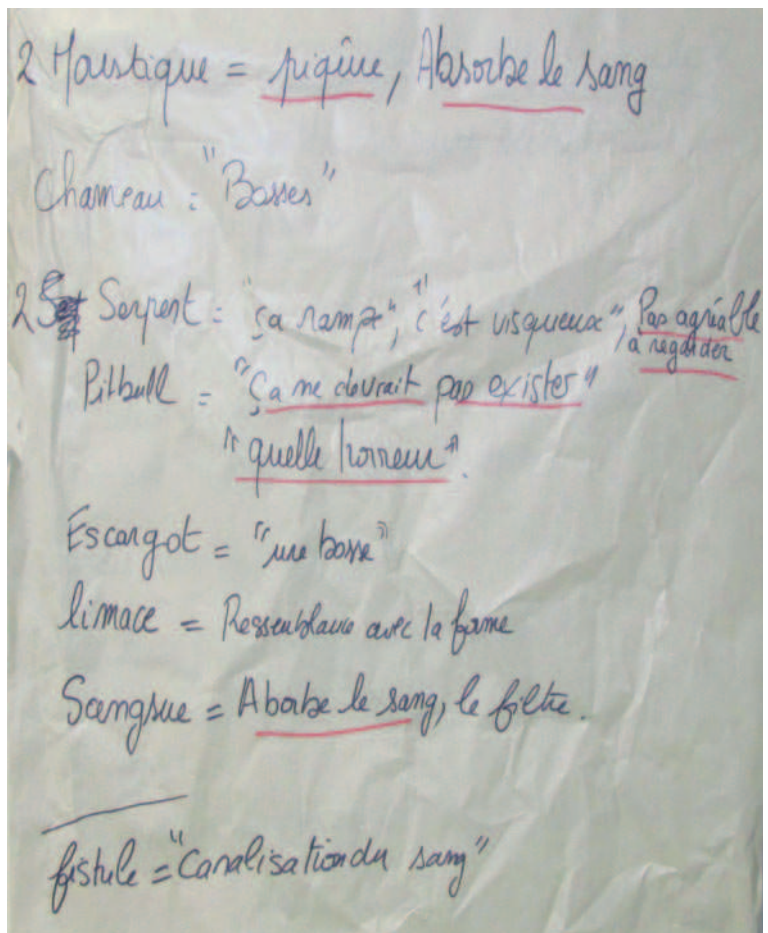 2 Moustique = piqûre, Absorbe le sang
Chameau : "Bosses"
2 Serpent = "ça rampe", "c'est visqueux", Pas agréable
à regarder
Pitbull = "Ça ne devrait pas exister"
"quelle horreur".
Escargot = "une bosse"
limace = Ressemblance avec la forme
Sangsue = Aborbe le sang, le filtre.
fistule = "Canalisation du sang"